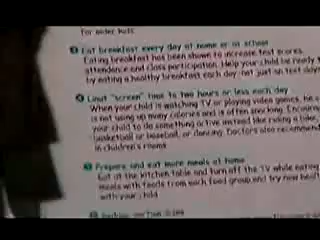 for older kids
Eat breakfast every day at home or in school
Eating breakfast has been shown to increase test scores,
attendence and class participation. Help your child be ready t
by eating a healthy breakfast each day, not just on test days
Limit "screen" time to two hours or less each day
When your child is watching TV or playing video games, he o
is not using up many calories and is often snacking. Encoura
your child to do something active instead like riding a bike,
basketball or baseball, or dancing. Doctors also recommend
in children's rooms
Prepare and eat more meals at home
Eat at the kitchen table and turn off the TV while eating
meals with foods from each food group and try new healt
with your child